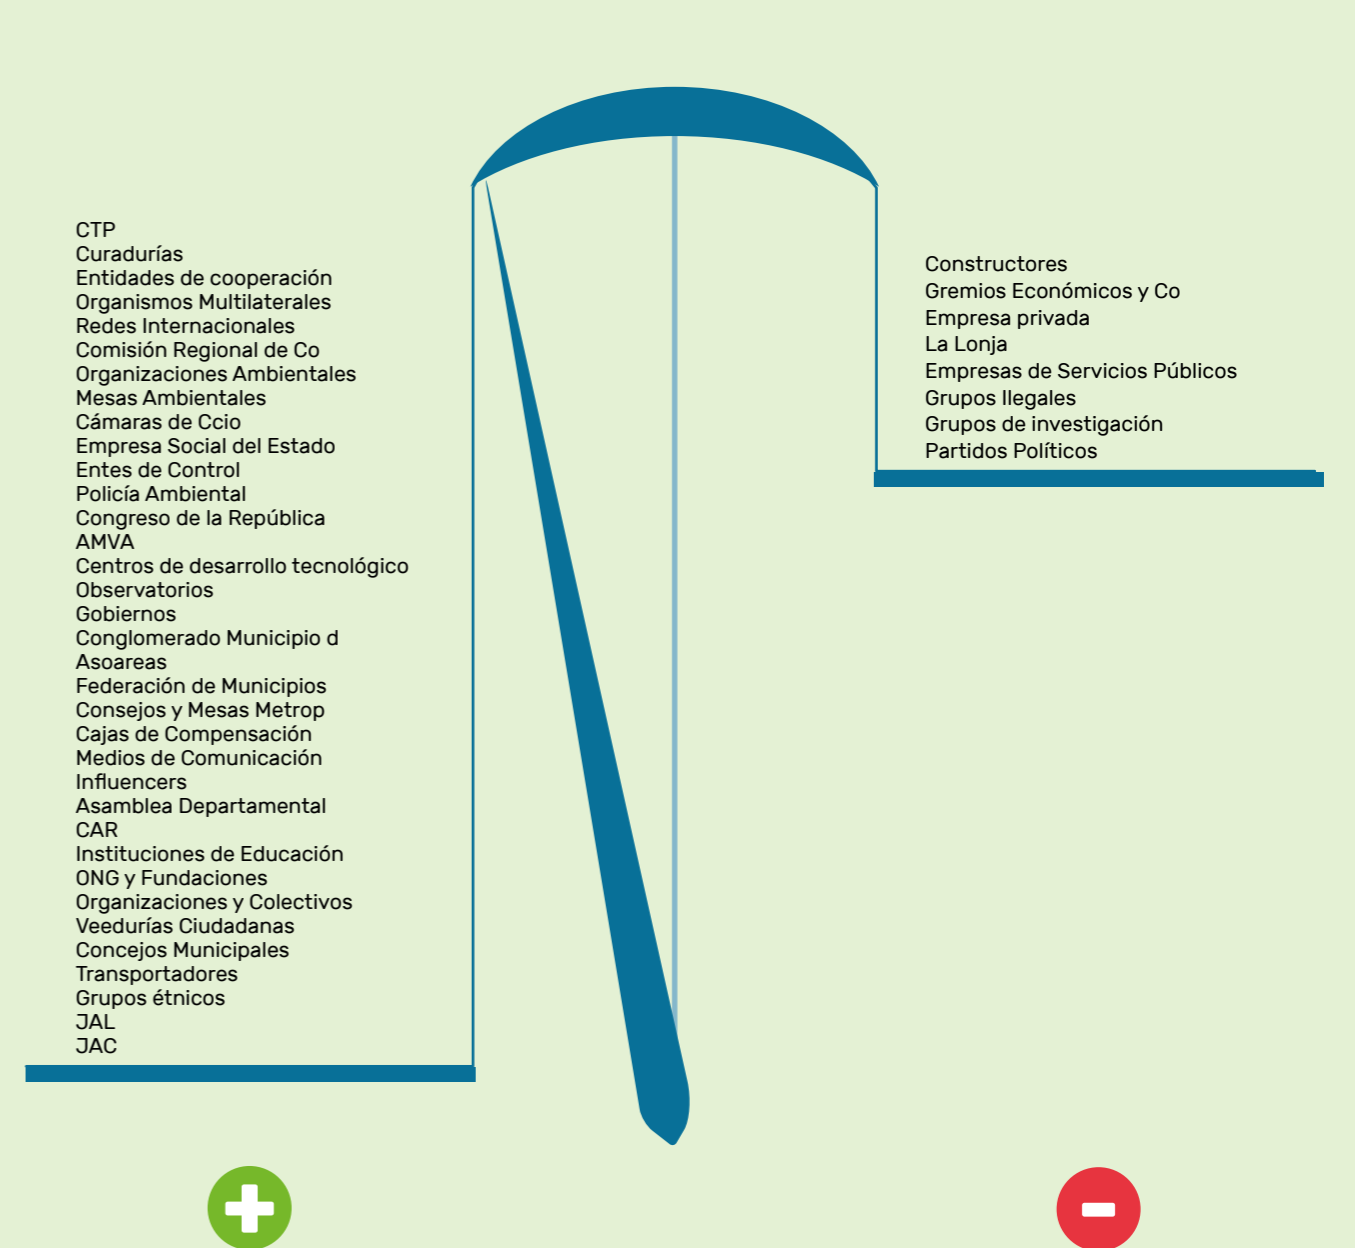 CTP
Curadurías
Entidades de cooperación
Organismos Multilaterales
Redes Internacionales
Comisión Regional de Co
Organizaciones Ambientales
Mesas Ambientales
Cámaras de Ccio
Empresa Social del Estado
Entes de Control
Policía Ambiental
Congreso de la República
AMVA
Centros de desarrollo tecnológico
Observatorios
Gobiernos
Conglomerado Municipio d
Asoareas
Federación de Municipios
Consejos y Mesas Metrop
Cajas de Compensación
Medios de Comunicación
Influencers
Asamblea Departamental
CAR
Instituciones de Educación
ONG y Fundaciones
Organizaciones y Colectivos
Veedurías Ciudadanas
Concejos Municipales
Transportadores
Grupos étnicos
JAL
JAC
Constructores
Gremios Económicos y Co
Empresa privada
La Lonja
Empresas de Servicios Públicos
Grupos Ilegales
Grupos de investigación
Partidos Políticos